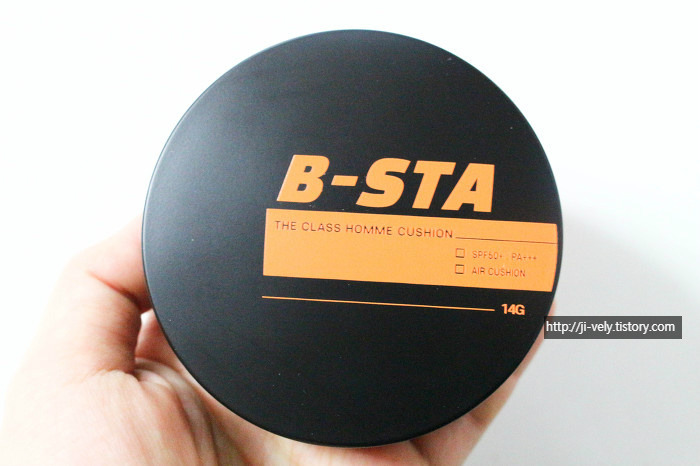 B-STA
THE CLASS HOMME CUSHION
SPF50+ PA+++
AIR CUSHION
14G
http://ji-vely.tistory.com